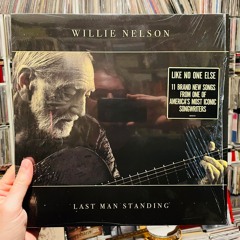 WILLIE NELSON
LIKE NO ONE ELSE
11 BRAND NEW SONGS
FROM ONE OF
AMERICA'S MOST ICONIC
SONGWRITERS
LAST MAN STANDING